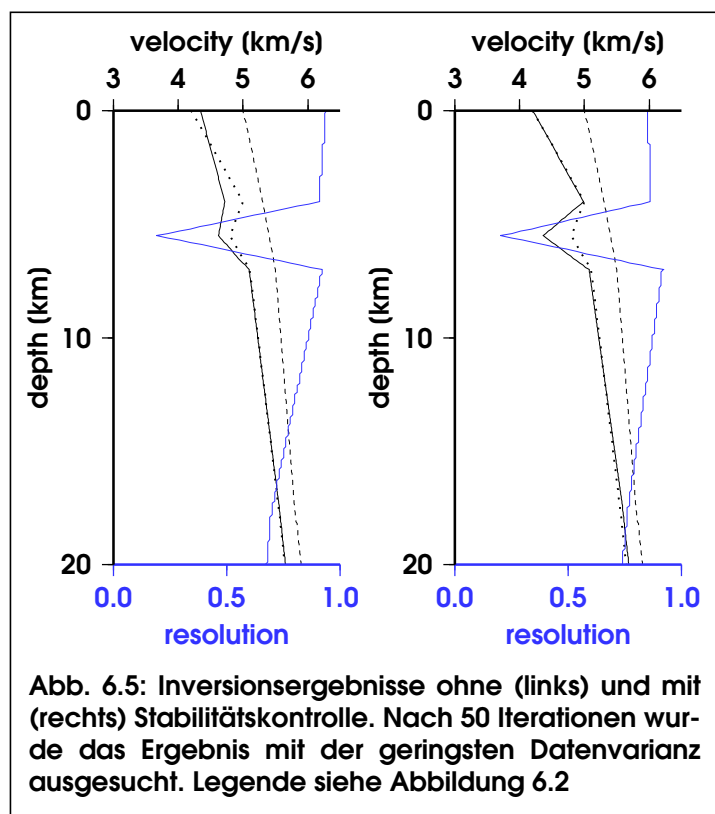 velocity (km/s) velocity (km/s)
3 4 5 6 3 4 5 6
0 0
depth (km) depth (km)
10 10
20 20
0.0 0.5 1.0 0.0 0.5 1.0
resolution resolution
Abb. 6.5: Inversionsergebnisse ohne (links) und mit
(rechts) Stabilitätskontrolle. Nach 50 Iterationen wur-
de das Ergebnis mit der geringsten Datenvarianz
ausgesucht. Legende siehe Abbildung 6.2